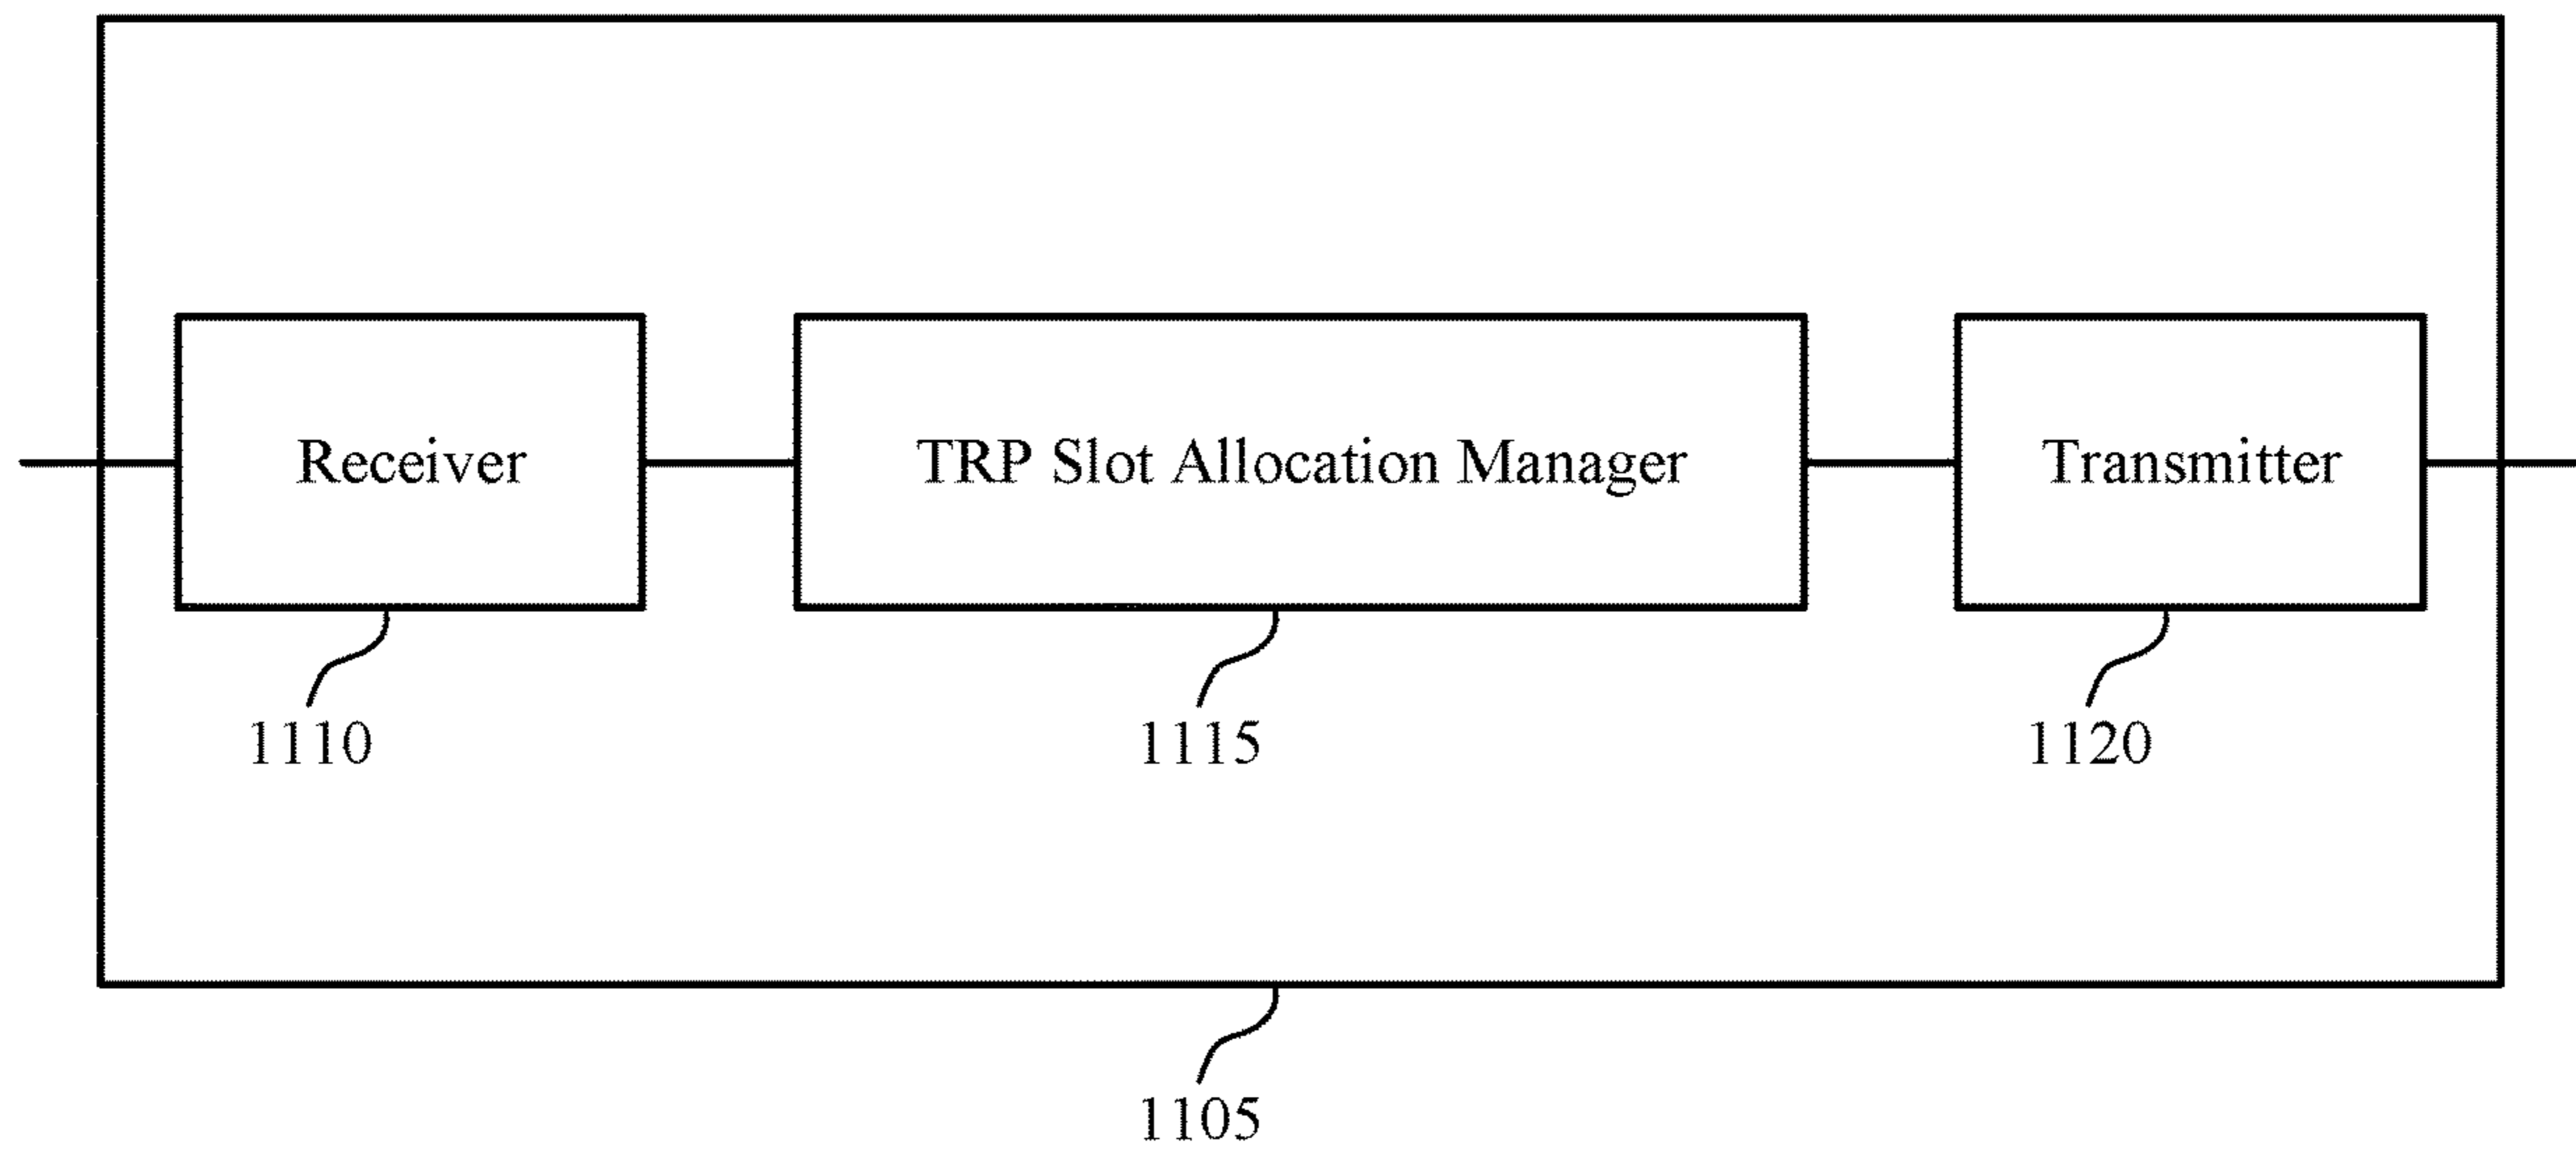 Receiver
TRP Slot Allocation Manager
Transmitter
1110
1115
1120
1105